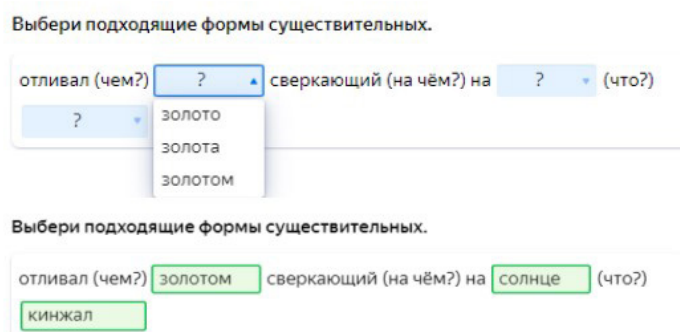 Выбери подходящие формы существительных.
отливал (чем?) ? сверкающий (на чём?) на ? (что?)
? золото
золота
золотом
Выбери подходящие формы существительных.
отливал (чем?) золотом сверкающий (на чём?) на солнце (что?)
кинжал